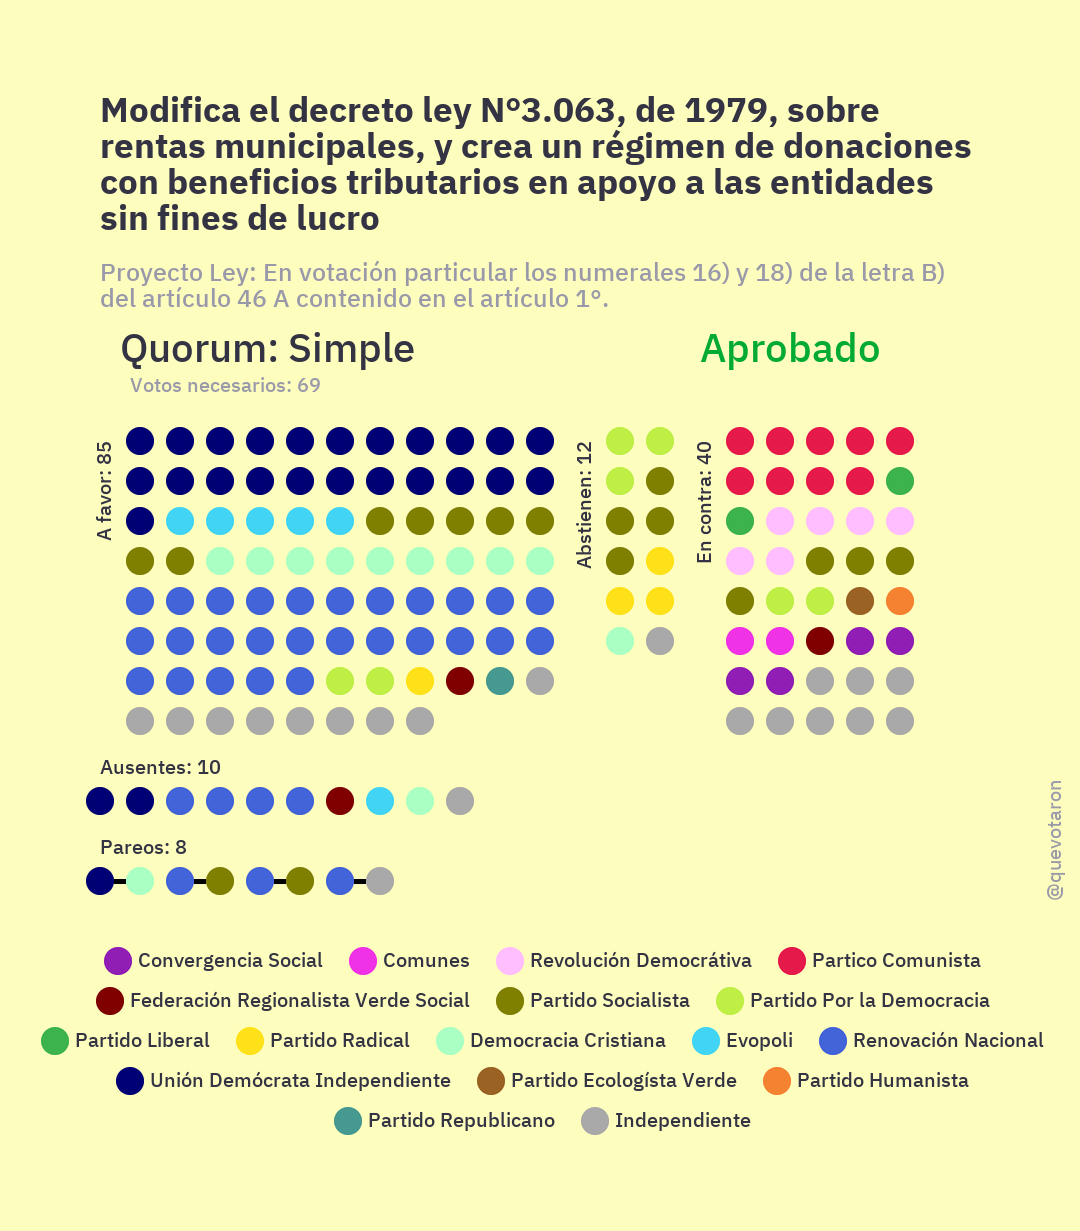 Modifica el decreto ley N°3.063, de 1979, sobre
rentas municipales, y crea un régimen de donaciones
con beneficios tributarios en apoyo a las entidades
sin fines de lucro
Proyecto Ley: En votación particular los numerales 16) y 18) de la letra B)
del artículo 46 A contenido en el artículo 1°.
Quorum: Simple
Aprobado
Votos necesarios: 69
A favor: 85
Abstienen: 12
En contra: 40
Ausentes: 10
Pareos: 8
@quevotaron
Convergencia Social
Comunes
Revolución Democrátiva
Partico Comunista
Federación Regionalista Verde Social
Partido Socialista
Partido Por la Democracia
Partido Liberal
Partido Radical
Democracia Cristiana
Evopoli
Renovación Nacional
Unión Demócrata Independiente
Partido Ecologísta Verde
Partido Humanista
Partido Republicano
Independiente